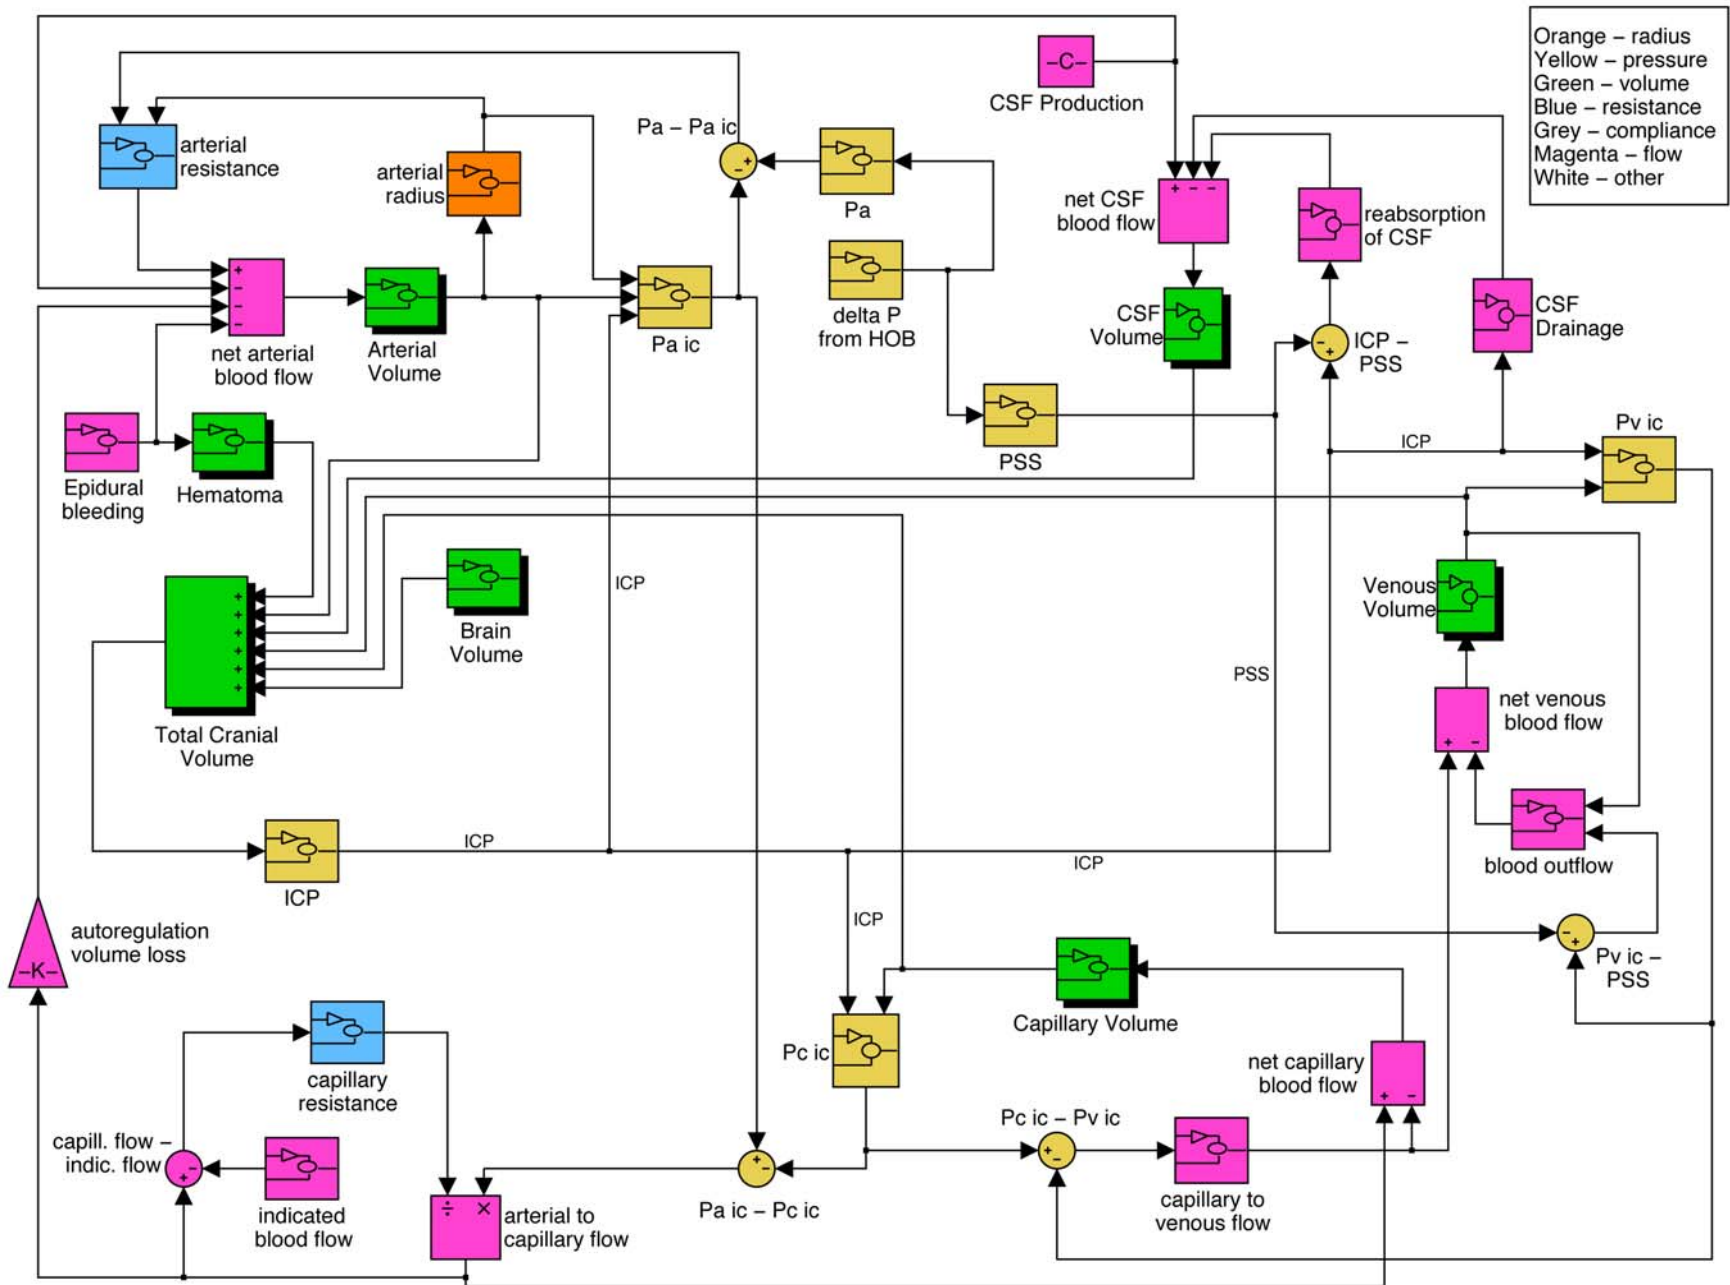 Orange – radius
Yellow – pressure
Green – volume
Blue – resistance
Grey – compliance
Magenta – flow
White – other
–C–
CSF Production
arterial
resistance
arterial
radius
Pa – Pa ic
+
-
Pa
net CSF
blood flow
+ – –
reabsorption
of CSF
+
–
–
–
net arterial
blood flow
Arterial
Volume
Pa ic
delta P
from HOB
CSF
Volume
-
+
ICP –
PSS
CSF
Drainage
Epidural
bleeding
Hematoma
PSS
ICP
Pv ic
ICP
Brain
Volume
+
+
+
+
+
+
Total Cranial
Volume
Venous
Volume
PSS
net venous
blood flow
+ –
ICP
ICP
ICP
blood outflow
ICP
autoregulation
volume loss
–K–
-
+
Pv ic –
PSS
Capillary Volume
Pc ic
capillary
resistance
net capillary
blood flow
+ –
capill. flow –
indic. flow
-
+
indicated
blood flow
÷ ×
arterial to
capillary flow
+
-
Pa ic – Pc ic
Pc ic – Pv ic
+
-
capillary to
venous flow